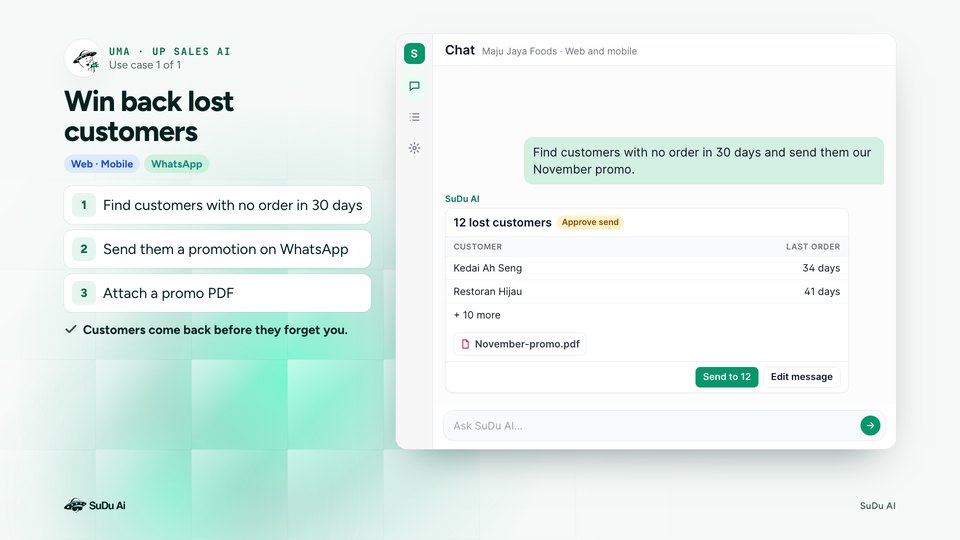 UMA · UP SALES AI
Use case 1 of 1
Win back lost
customers
Web · Mobile
WhatsApp
1 Find customers with no order in 30 days
2 Send them a promotion on WhatsApp
3 Attach a promo PDF
Customers come back before they forget you.
SuDu Ai
S
Chat Maju Jaya Foods · Web and mobile
Find customers with no order in 30 days and send them our
November promo.
SuDu AI
12 lost customers Approve send
CUSTOMER LAST ORDER
Kedai Ah Seng 34 days
Restoran Hijau 41 days
+ 10 more
November-promo.pdf
Send to 12 Edit message
Ask SuDu AI...
SuDu AI